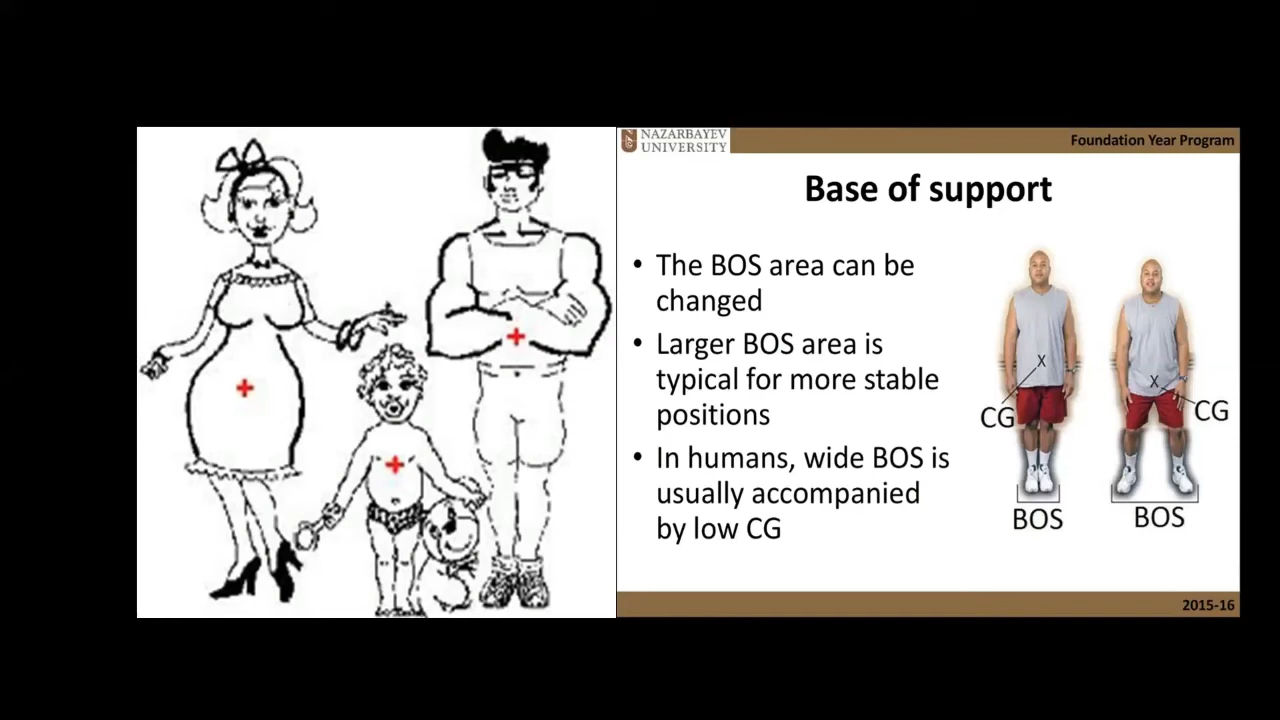 NAZARBAYEV
UNIVERSITY
Foundation Year Program
Base of support
• The BOS area can be
changed
• Larger BOS area is
typical for more stable
positions
• In humans, wide BOS is
usually accompanied
by low CG
X
X
CG
CG
BOS
BOS
2015-16